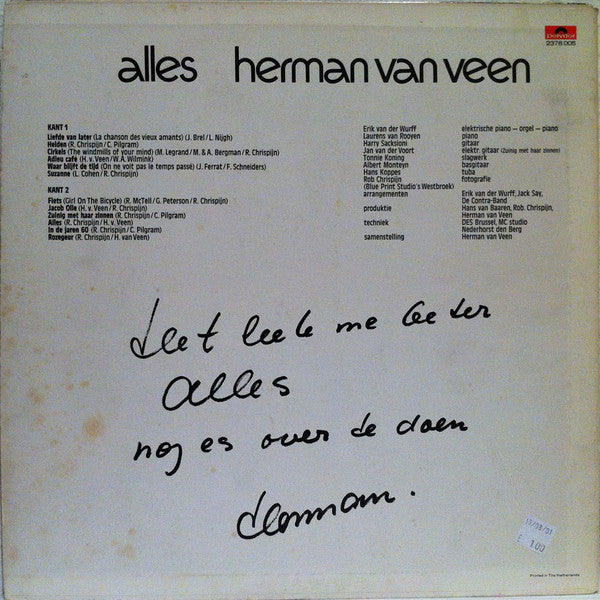 Polydor
2376 005
alles herman van veen
KANT 1
Liefde van later (La chanson des vieux amants) (J. Brel / L. Nijgh)
Helden (R. Chrispijn / C. Pilgram)
Cirkels (The windmills of your mind) (M. Legrand / M. & A. Bergman / R. Chrispijn)
Adieu café (H. v. Veen / W.A. Wilmink)
Waar blijft de tijd (On ne voit pas le temps passé) (J. Ferrat / F. Schneiders)
Suzanne (L. Cohen / R. Chrispijn)
KANT 2
Fiets (Girl On The Bicycle) (R. McTell / G. Peterson / R. Chrispijn)
Jacob Olle (H. v Veen / R. Chrispijn)
Zuinig met haar zinnen (R. Chrispijn / C. Pilgram)
Alles (R. Chrispijn / H. v Veen)
In de jaren 60 (R. Chrispijn / C. Pilgram)
Rozegeur (R. Chrispijn / H. van Veen)
Erik van der Wurff elektrische piano – orgel – piano
Laurens van Rooyen piano
Harry Sacksioni gitaar
Jan van der Voort elektr. gitaar (Zuinig met haar zinnen)
Tonnie Koning slagwerk
Albert Monteyn basgitaar
Hans Koppes tuba
Rob Chrispijn fotografie
(Blue Print Studio's Westbroek)
arrangementen Erik van der Wurff, Jack Say,
De Contra-Band
produktie Hans van Baaren, Rob. Chrispijn,
Herman van Veen
techniek DES Brussel, MC studio
Nederhorst den Berg
samenstelling Herman van Veen
Het leek me beter
Alles
nog es over te doen
Herman.
1.00
Printed in The Netherlands